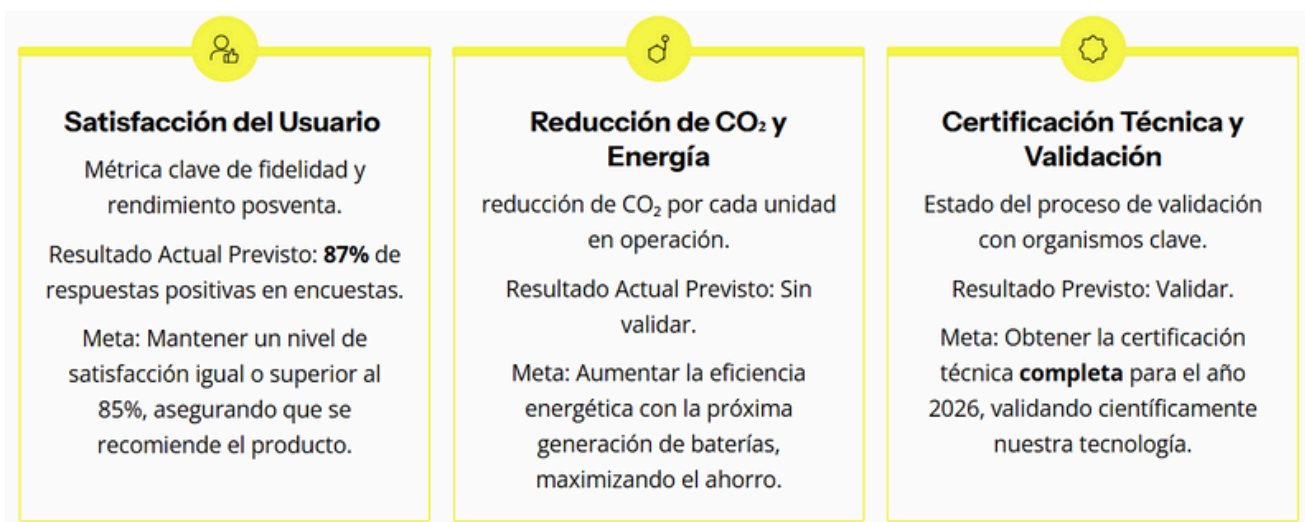 Satisfacción del Usuario
Métrica clave de fidelidad y
rendimiento posventa.
Resultado Actual Previsto: 87% de
respuestas positivas en encuestas.
Meta: Mantener un nivel de
satisfacción igual o superior al
85%, asegurando que se
recomiende el producto.
Reducción de CO₂ y
Energía
reducción de CO₂ por cada unidad
en operación.
Resultado Actual Previsto: Sin
validar.
Meta: Aumentar la eficiencia
energética con la próxima
generación de baterías,
maximizando el ahorro.
Certificación Técnica y
Validación
Estado del proceso de validación
con organismos clave.
Resultado Previsto: Validar.
Meta: Obtener la certificación
técnica completa para el año
2026, validando científicamente
nuestra tecnología.